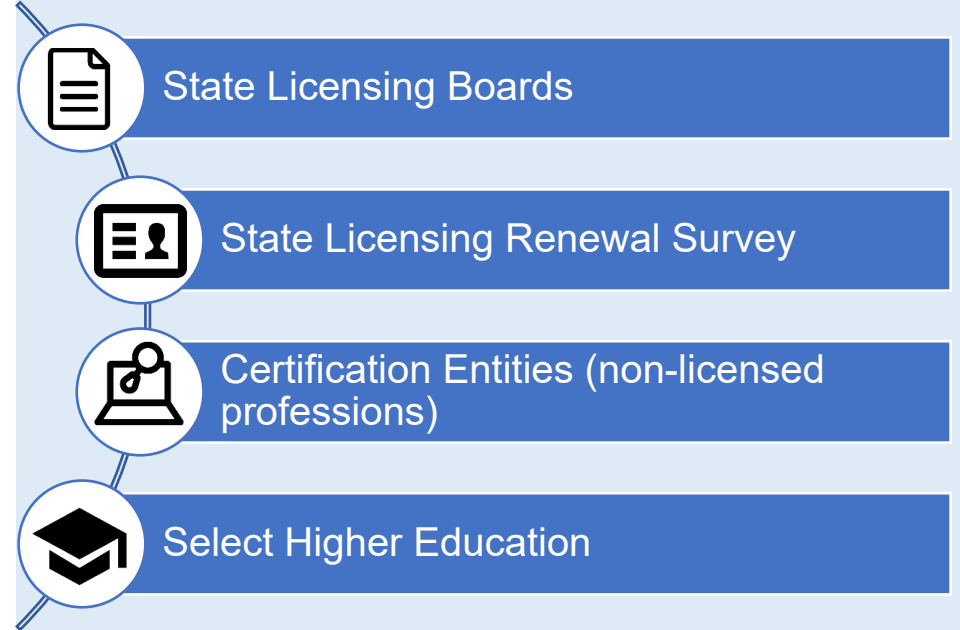 State Licensing Boards
State Licensing Renewal Survey
Certification Entities (non-licensed
professions)
Select Higher Education